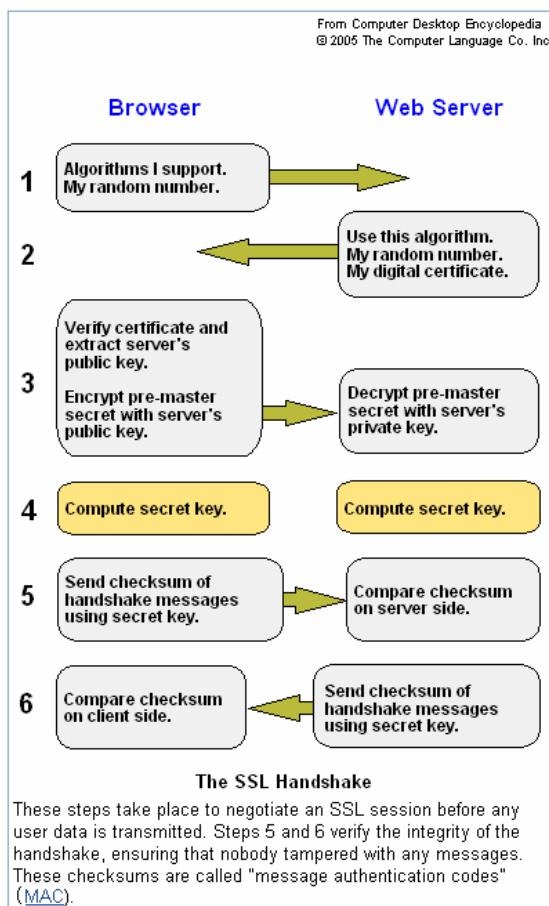 From Computer Desktop Encyclopedia
© 2005 The Computer Language Co. Inc
Browser
Web Server
1
Algorithms I support.
My random number.
2
Use this algorithm.
My random number.
My digital certificate.
3
Verify certificate and
extract server's
public key.
Encrypt pre-master
secret with server's
public key.
Decrypt pre-master
secret with server's
private key.
4
Compute secret key.
Compute secret key.
5
Send checksum of
handshake messages
using secret key.
Compare checksum
on server side.
6
Compare checksum
on client side.
Send checksum of
handshake messages
using secret key.
The SSL Handshake
These steps take place to negotiate an SSL session before any
user data is transmitted. Steps 5 and 6 verify the integrity of the
handshake, ensuring that nobody tampered with any messages.
These checksums are called "message authentication codes"
(MAC).